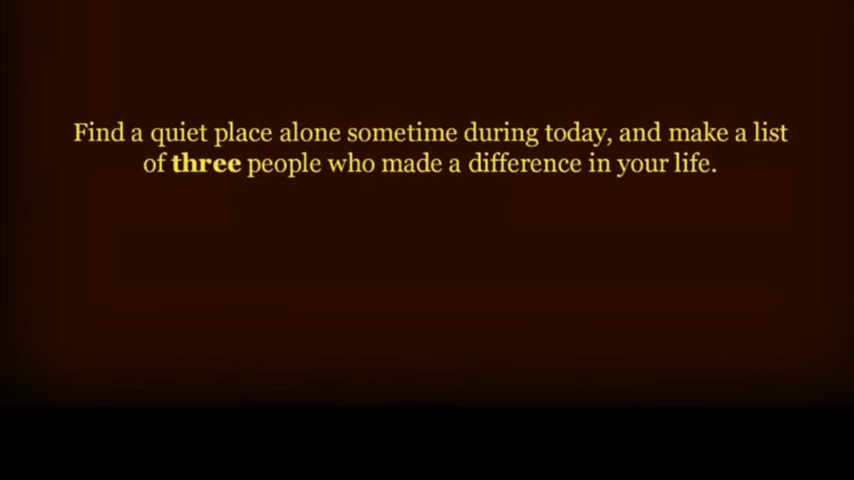 Find a quiet place alone sometime during today, and make a list
of three people who made a difference in your life.